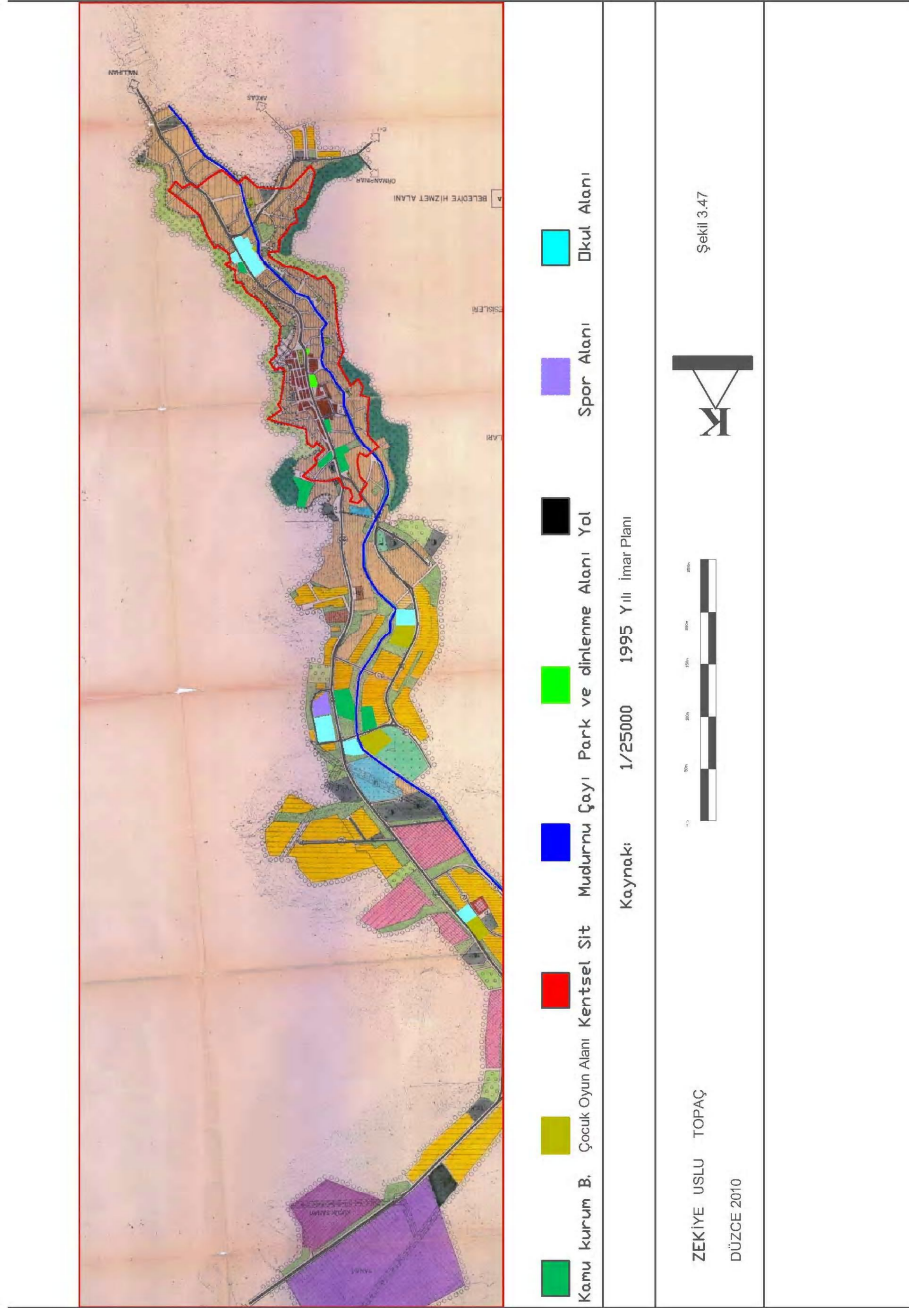 NALLIHAN
BELEDİYE HİZMET ALANI
A
Kamu kurum B.
Çocuk Oyun Alanı
Kentsel Sit
Mudurnu Çayı
Park ve dinlenme Alanı
Yol
Spor Alanı
Okul Alanı
Kaynak: 1/25000 1995 Yılı İmar Planı
ZEKİYE USLU TOPAÇ
DÜZCE 2010
K
Şekil 3.47